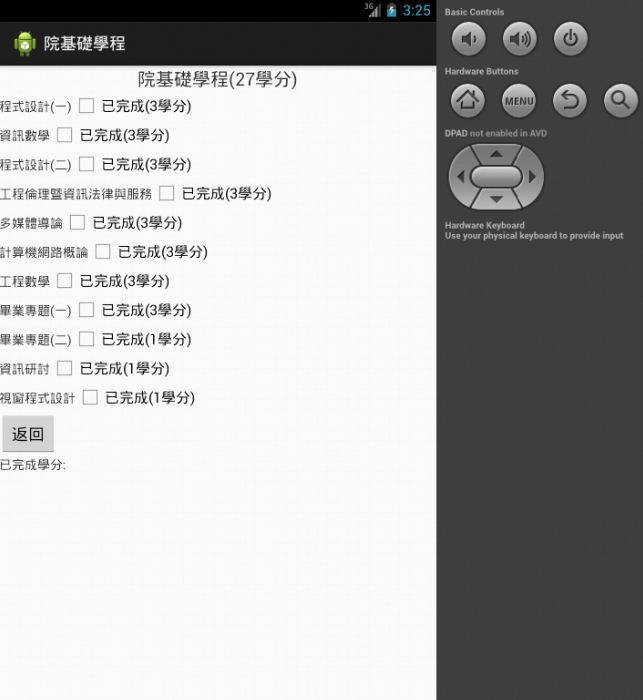 3G 3:25
院基礎學程
院基礎學程(27學分)
程式設計(一) 已完成(3學分)
資訊數學 已完成(3學分)
程式設計(二) 已完成(3學分)
工程倫理暨資訊法律與服務 已完成(3學分)
多媒體導論 已完成(3學分)
計算機網路概論 已完成(3學分)
工程數學 已完成(3學分)
畢業專題(一) 已完成(3學分)
畢業專題(二) 已完成(1學分)
資訊研討 已完成(1學分)
視窗程式設計 已完成(1學分)
返回
已完成學分:
Basic Controls
Hardware Buttons
MENU
DPAD not enabled in AVD
Hardware Keyboard
Use your physical keyboard to provide input